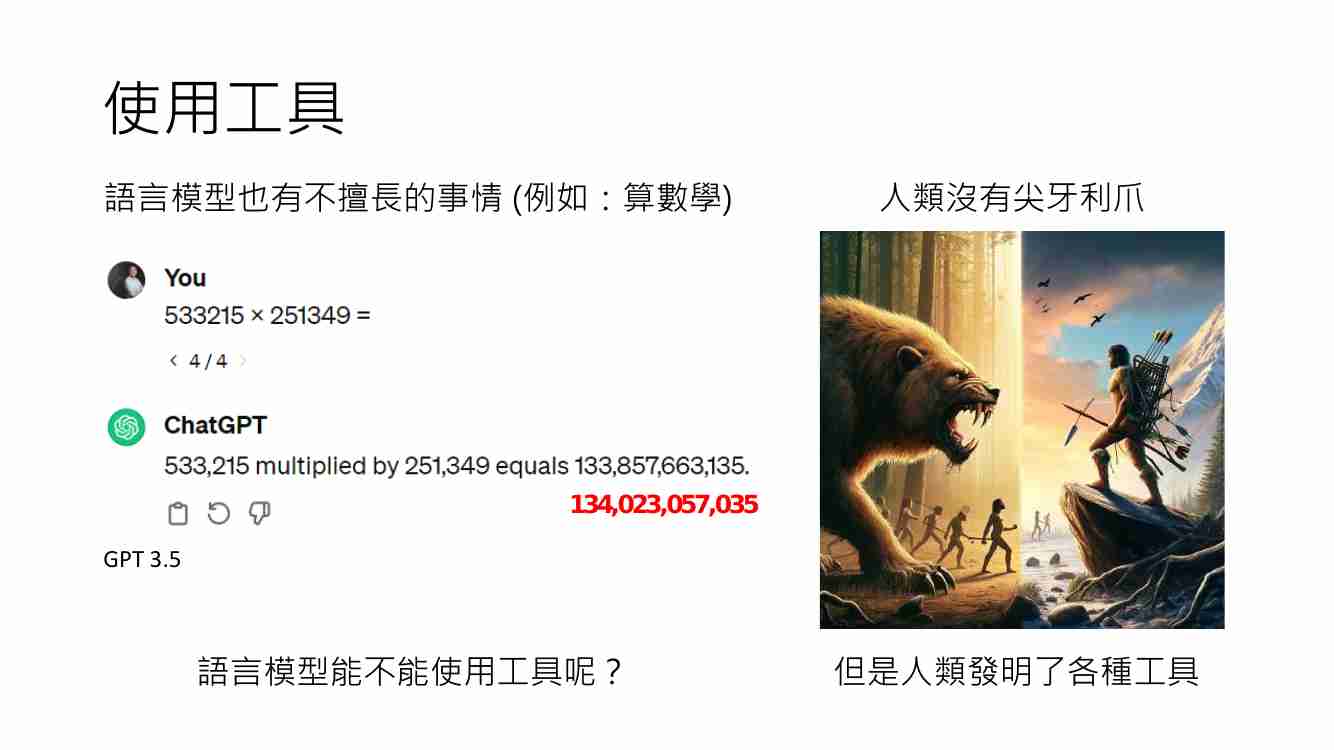 使用工具
語言模型也有不擅長的事情 (例如：算數學)
You
533215 × 251349 =
< 4 / 4 >
ChatGPT
533,215 multiplied by 251,349 equals 133,857,663,135.
134,023,057,035
GPT 3.5
語言模型能不能使用工具呢？
人類沒有尖牙利爪
但是人類發明了各種工具